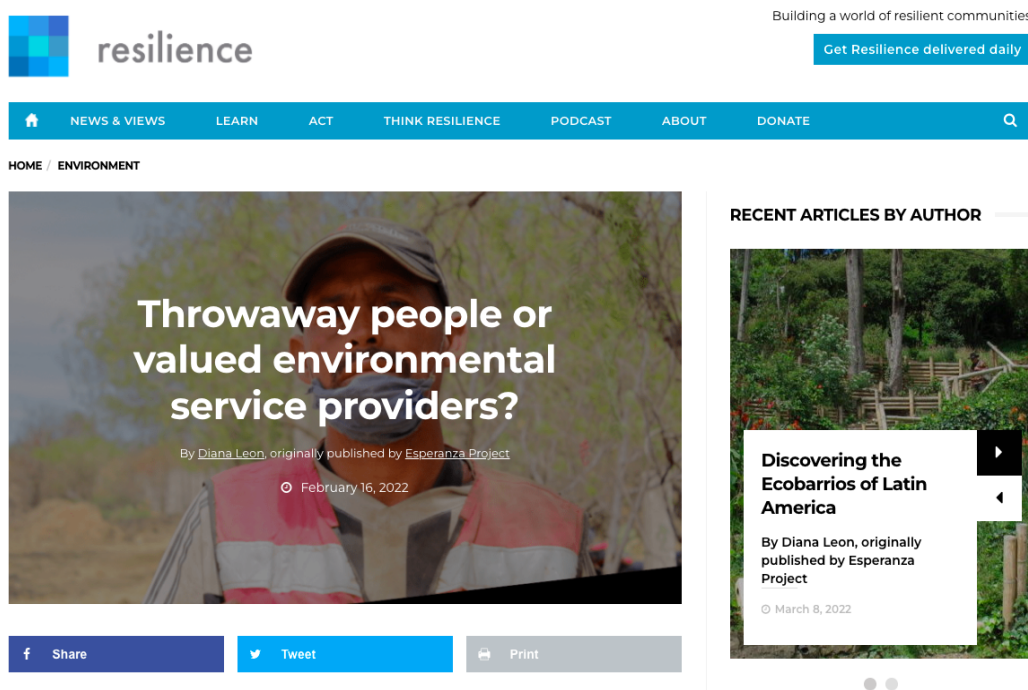 Building a world of resilient communities
resilience
Get Resilience delivered daily
NEWS & VIEWS LEARN ACT THINK RESILIENCE PODCAST ABOUT DONATE
HOME / ENVIRONMENT
Throwaway people or
valued environmental
service providers?
By Diana Leon, originally published by Esperanza Project
February 16, 2022
Share
Tweet
Print
RECENT ARTICLES BY AUTHOR
Discovering the
Ecobarrios of Latin
America
By Diana Leon, originally
published by Esperanza
Project
March 8, 2022